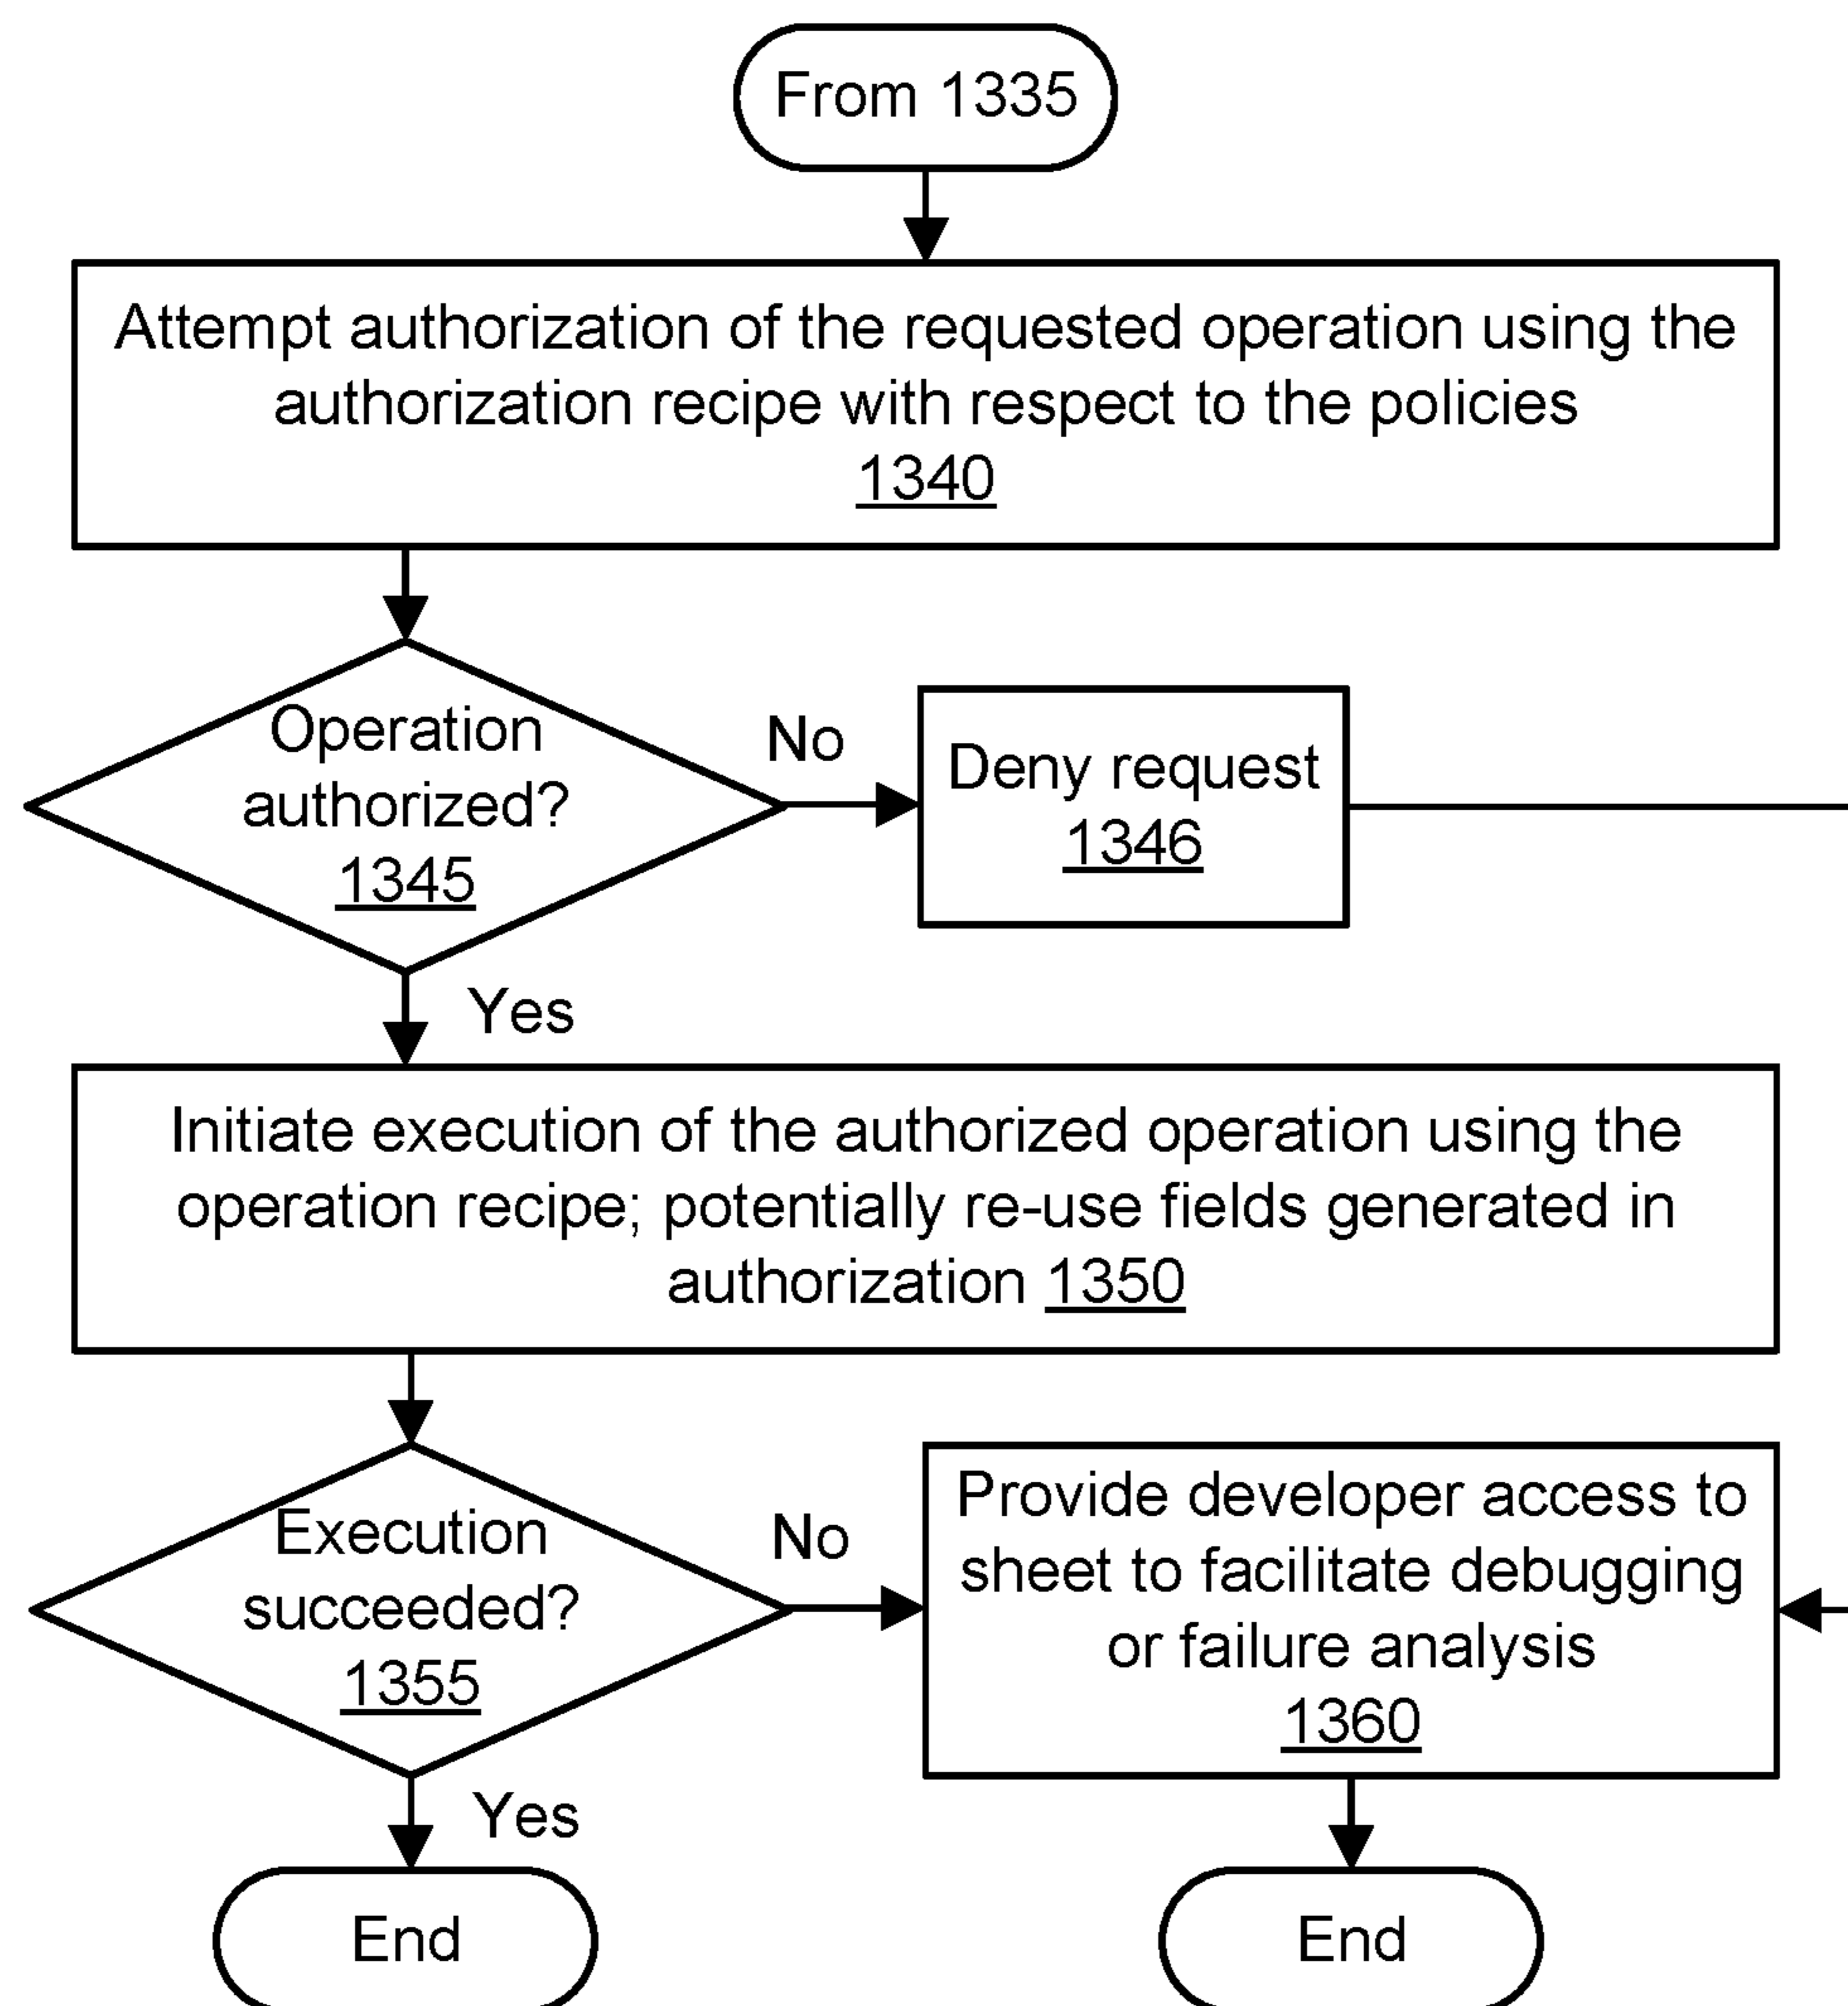 From 1335
Attempt authorization of the requested operation using the
authorization recipe with respect to the policies
1340
Operation
authorized?
1345
No
Deny request
1346
Yes
Initiate execution of the authorized operation using the
operation recipe; potentially re-use fields generated in
authorization 1350
Execution
succeeded?
1355
No
Provide developer access to
sheet to facilitate debugging
or failure analysis
1360
Yes
End
End